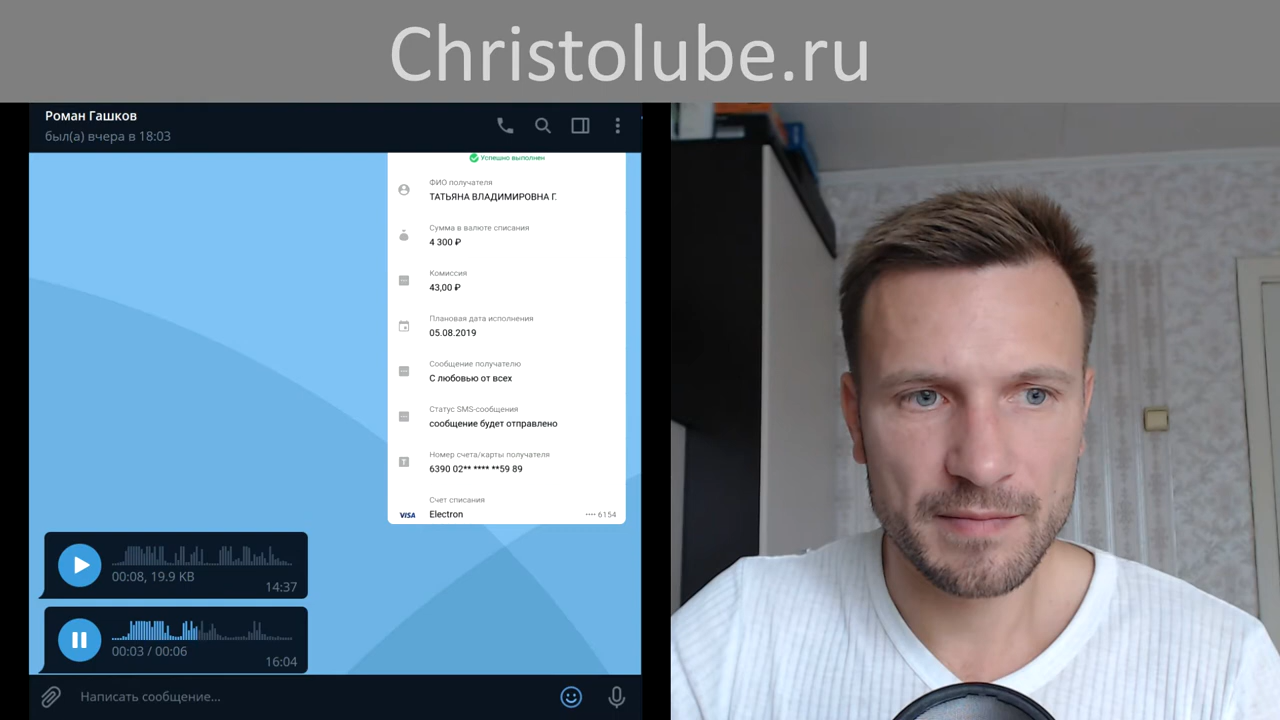 Christolube.ru
Роман Гашков
был(а) вчера в 18:03
Успешно выполнен
ФИО получателя
ТАТЬЯНА ВЛАДИМИРОВНА Г.
Сумма в валюте списания
4 300 ₽
Комиссия
43,00 ₽
Плановая дата исполнения
05.08.2019
Сообщение получателю
С любовью от всех
Статус SMS-сообщения
сообщение будет отправлено
Номер счета/карты получателя
6390 02** **** **59 89
Счет списания
VISA Electron •••• 6154
00:08, 19.9 KB
14:37
00:03 / 00:06
16:04
Написать сообщение...